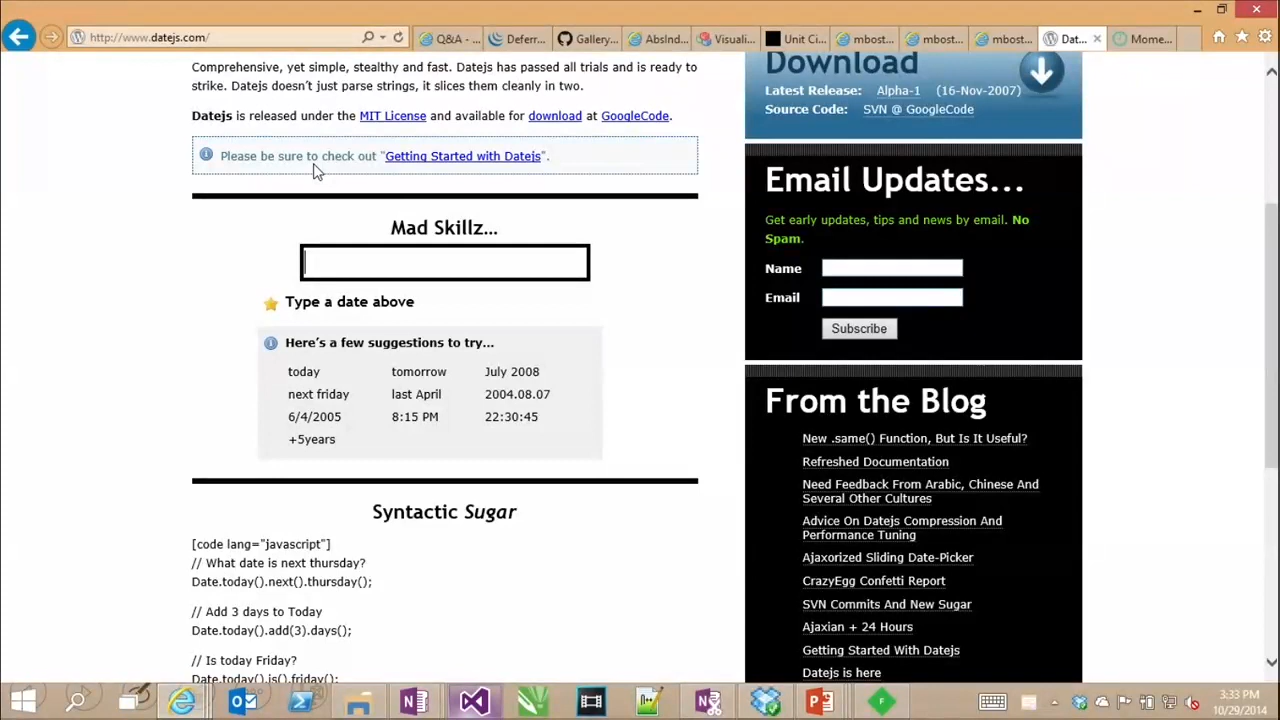 http://www.datejs.com/
Q&A - ...
Deferr...
Gallery...
AbsInd...
Visuali...
Unit Ci...
mbost...
mbost...
mbost...
Dat...
Mome...
Comprehensive, yet simple, stealthy and fast. Datejs has passed all trials and is ready to
strike. Datejs doesn't just parse strings, it slices them cleanly in two.
Datejs is released under the MIT License and available for download at GoogleCode.
Please be sure to check out "Getting Started with Datejs".
Mad Skillz...
Type a date above
Here's a few suggestions to try...
today tomorrow July 2008
next friday last April 2004.08.07
6/4/2005 8:15 PM 22:30:45
+5years
Syntactic Sugar
[code lang="javascript"]
// What date is next thursday?
Date.today().next().thursday();
// Add 3 days to Today
Date.today().add(3).days();
// Is today Friday?
Date.today().is().friday();
Download
Latest Release: Alpha-1 (16-Nov-2007)
Source Code: SVN @ GoogleCode
Email Updates...
Get early updates, tips and news by email. No
Spam.
Name
Email
Subscribe
From the Blog
New .same() Function, But Is It Useful?
Refreshed Documentation
Need Feedback From Arabic, Chinese And
Several Other Cultures
Advice On Datejs Compression And
Performance Tuning
Ajaxorized Sliding Date-Picker
CrazyEgg Confetti Report
SVN Commits And New Sugar
Ajaxian + 24 Hours
Getting Started With Datejs
Datejs is here
3:33 PM
10/29/2014